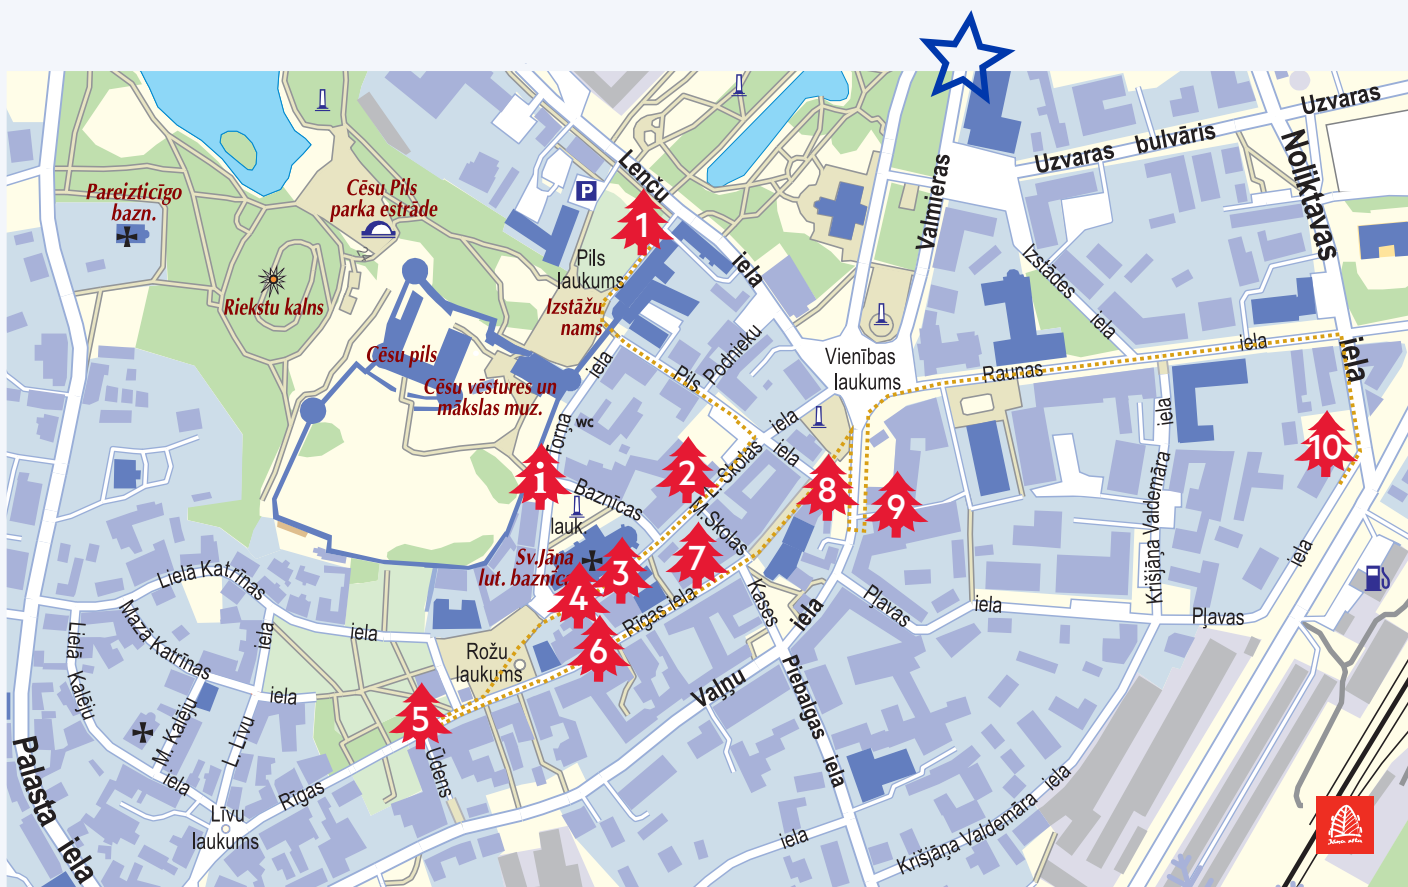 Uzvaras
Uzvaras bulvāris
Noliktavas
iela
Lenču
iela
Valmieras
P
Pareizticīgo
bazn.
Cēsu Pils
parka estrāde
1
Pils
laukums
Izstāžu
nams
Riekstu kalns
Izstādes
iela
Cēsu pils
Cēsu vēstures un
mākslas muz.
iela
Torņa
wc
Pils
iela
Podnieku
iela
Vienības
laukums
Raunas
iela
Krišjāņa Valdemāra
iela
10
i
2
8
9
Baznīcas
lauk.
L. Skolas
M.Skolas
Sv.Jāņa
lut. baznīca
3
7
4
6
Rīgas iela
Kases
iela
Pļavas
iela
Pļavas
iela
Lielā Katrīnas
iela
Mazā Katrīnas
iela
iela
Lielā
Kalēju
iela
M. Kalēju
L. Līvu
Rožu
laukums
5
Ūdens
Rīgas
Līvu
laukums
Palasta
iela
Vaļņu
Piebalgas
iela
iela
Krišjāņa Valdemāra
iela